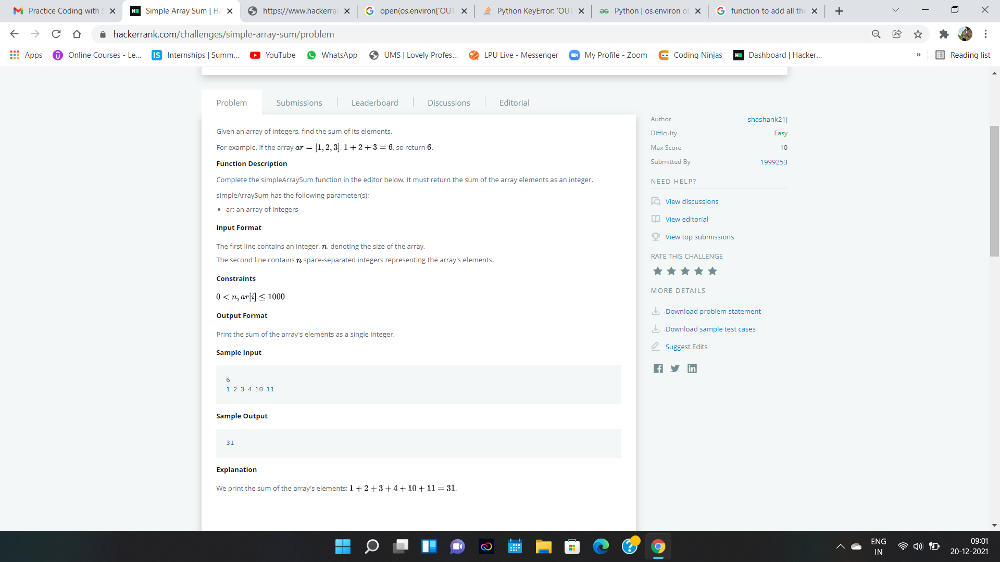 Practice Coding with S
Simple Array Sum | Ha
https://www.hackerran
open(os.environ['OUT
Python KeyError: 'OUT
Python | os.environ ob
function to add all the
hackerrank.com/challenges/simple-array-sum/problem
Apps
Online Courses - Le...
Internships | Summ...
YouTube
WhatsApp
UMS | Lovely Profes...
LPU Live - Messenger
My Profile - Zoom
Coding Ninjas
Dashboard | Hacker...
»
Reading list
Problem
Submissions
Leaderboard
Discussions
Editorial
Given an array of integers, find the sum of its elements.
For example, if the array ar = [1, 2, 3], 1 + 2 + 3 = 6, so return 6.
Function Description
Complete the simpleArraySum function in the editor below. It must return the sum of the array elements as an integer.
simpleArraySum has the following parameter(s):
• ar: an array of integers
Input Format
The first line contains an integer, n, denoting the size of the array.
The second line contains n space-separated integers representing the array's elements.
Constraints
0 < n, ar[i] ≤ 1000
Output Format
Print the sum of the array's elements as a single integer.
Sample Input
6
1 2 3 4 10 11
Sample Output
31
Explanation
We print the sum of the array's elements: 1 + 2 + 3 + 4 + 10 + 11 = 31.
Author shashank21j
Difficulty Easy
Max Score 10
Submitted By 1999253
NEED HELP?
View discussions
View editorial
View top submissions
RATE THIS CHALLENGE
MORE DETAILS
Download problem statement
Download sample test cases
Suggest Edits
ENG
IN
09:01
20-12-2021